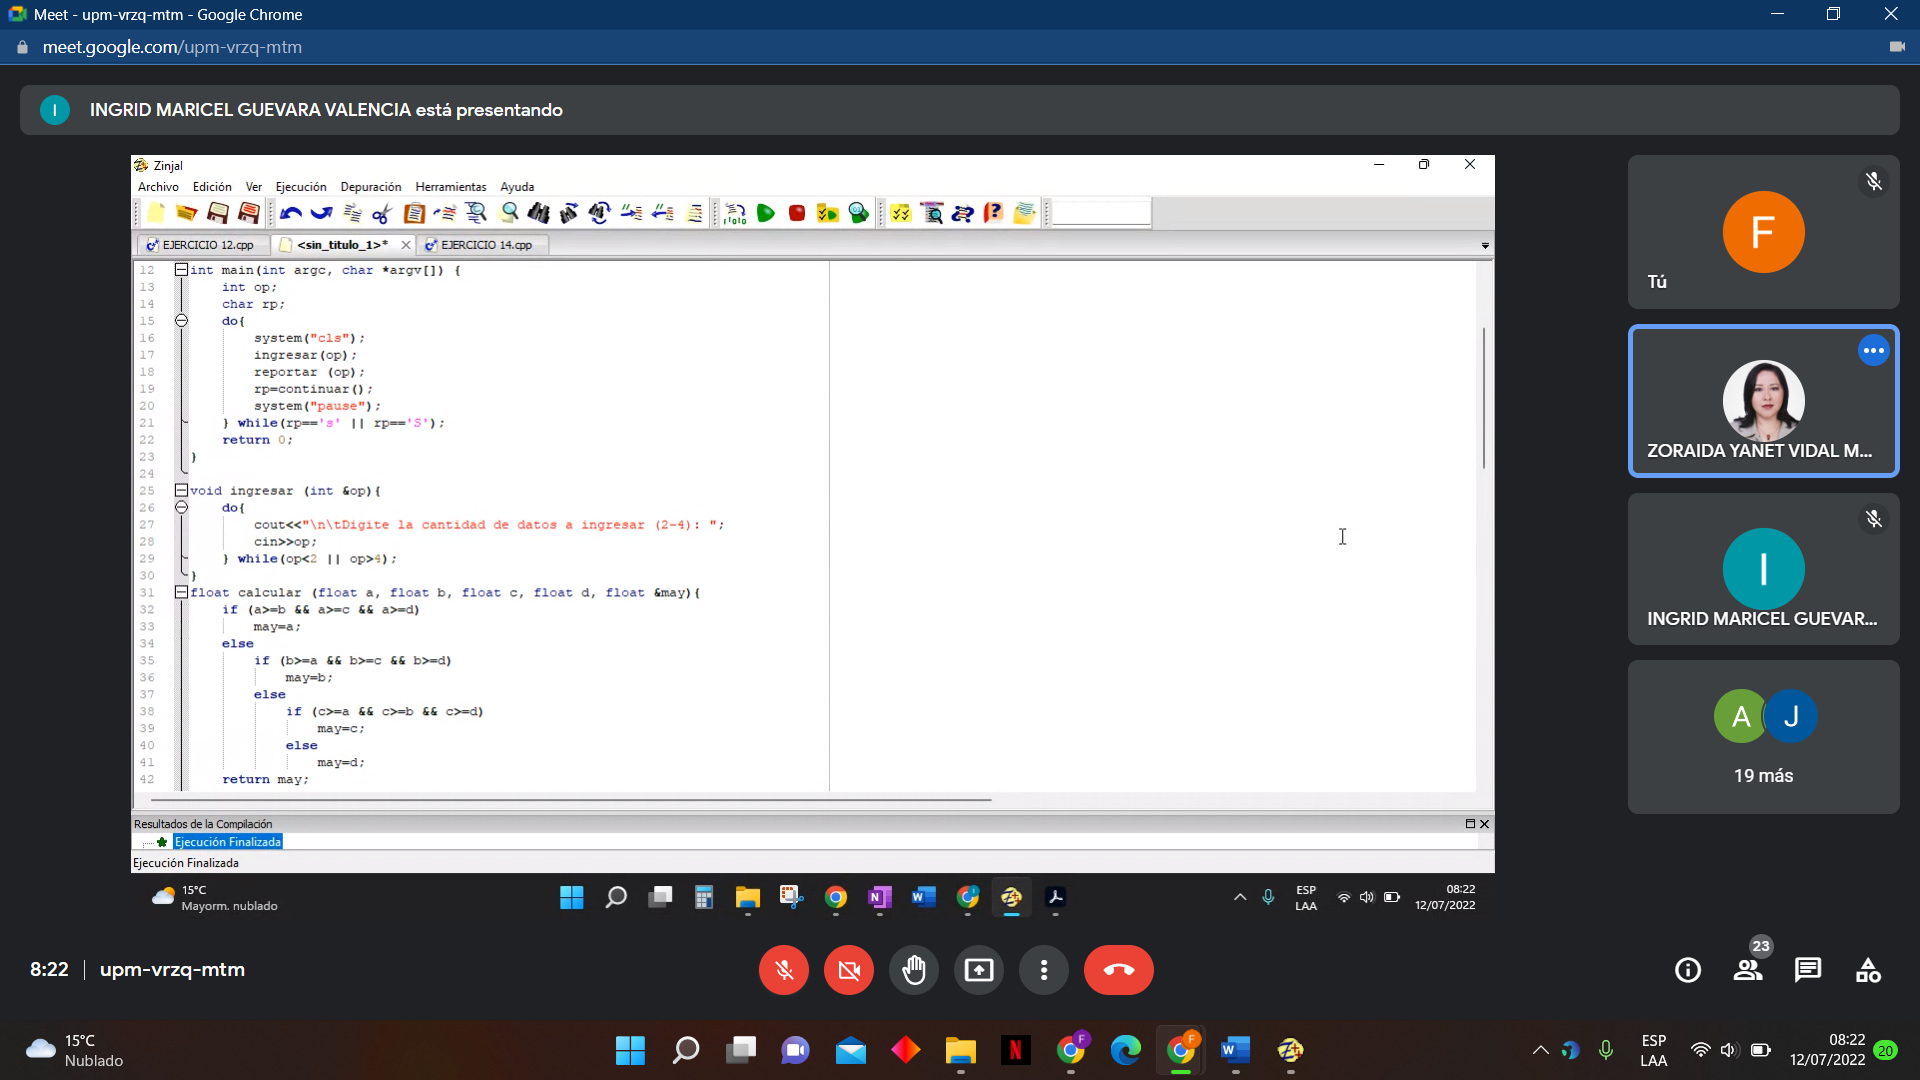 Meet - upm-vrzq-mtm - Google Chrome
meet.google.com/upm-vrzq-mtm
I INGRID MARICEL GUEVARA VALENCIA está presentando
ZinjaI
Archivo Edición Ver Ejecución Depuración Herramientas Ayuda
EJERCICIO 12.cpp <sin_titulo_1>* EJERCICIO 14.cpp
12 int main(int argc, char *argv[]) {
13 int op;
14 char rp;
15 do{
16 system("cls");
17 ingresar(op);
18 reportar (op);
19 rp=continuar();
20 system("pause");
21 } while(rp=='s' || rp=='S');
22 return 0;
23 }
24
25 void ingresar (int &op){
26 do{
27 cout<<"\n\tDigite la cantidad de datos a ingresar (2-4): ";
28 cin>>op;
29 } while(op<2 || op>4);
30 }
31 float calcular (float a, float b, float c, float d, float &may){
32 if (a>=b && a>=c && a>=d)
33 may=a;
34 else
35 if (b>=a && b>=c && b>=d)
36 may=b;
37 else
38 if (c>=a && c>=b && c>=d)
39 may=c;
40 else
41 may=d;
42 return may;
Resultados de la Compilación
Ejecución Finalizada
Ejecución Finalizada
15°C
Mayorm. nublado
ESP
LAA
08:22
12/07/2022
F
Tú
ZORAIDA YANET VIDAL M...
I
INGRID MARICEL GUEVAR...
A J
19 más
8:22 upm-vrzq-mtm
23
15°C
Nublado
ESP
LAA
08:22
12/07/2022
20